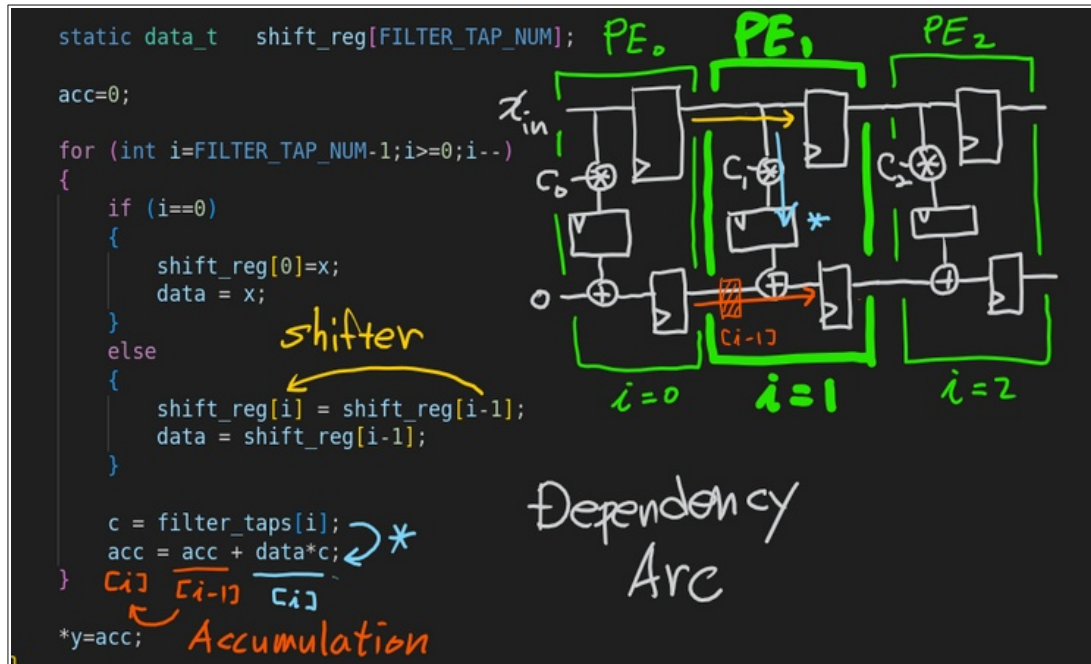 static data_t shift_reg[FILTER_TAP_NUM];
acc=0;
for (int i=FILTER_TAP_NUM-1;i>=0;i--)
{
if (i==0)
{
shift_reg[0]=x;
data = x;
}
else
shifter
{
shift_reg[i] = shift_reg[i-1];
data = shift_reg[i-1];
}
c = filter_taps[i];
*
acc = acc + data*c;
}
[i] [i-1] [i]
Accumulation
*y=acc;
PE0 PE1 PE2
xin
C0 * C1 * C2 *
*
0 + + +
[i-1]
i=0 i=1 i=2
Dependency
Arc